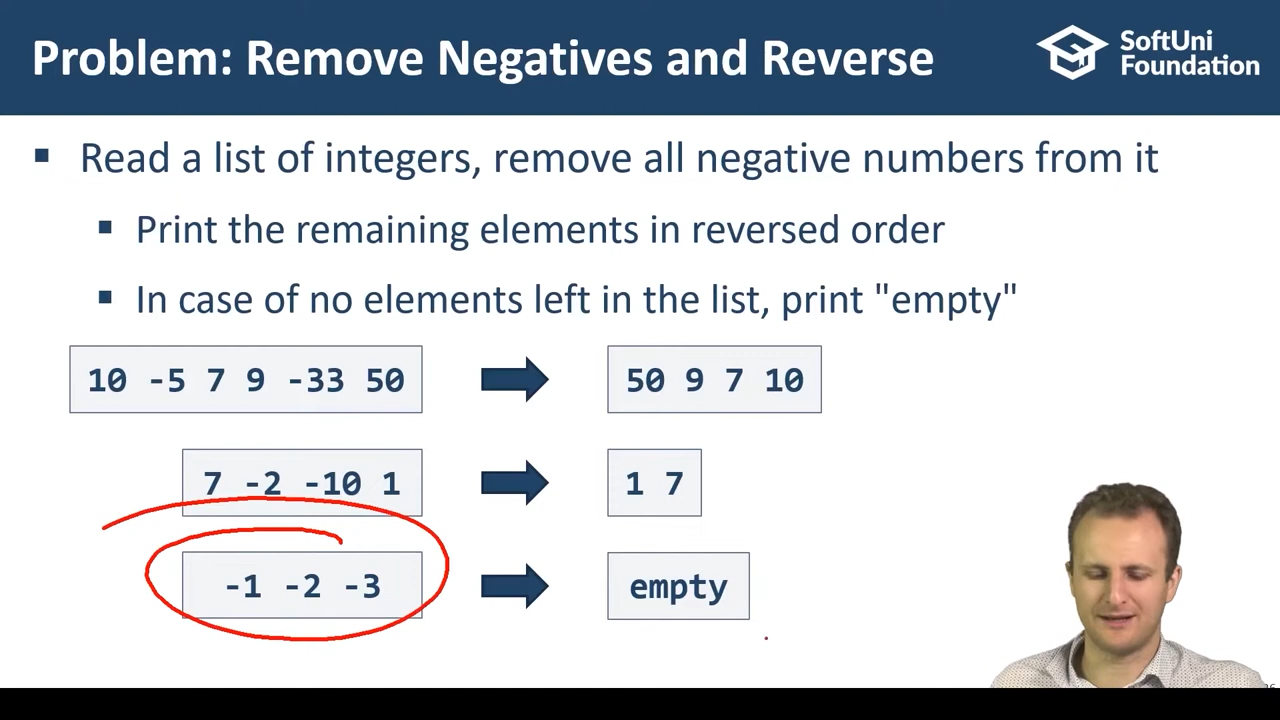 Problem: Remove Negatives and Reverse
SoftUni
Foundation
Read a list of integers, remove all negative numbers from it
Print the remaining elements in reversed order
In case of no elements left in the list, print "empty"
10 -5 7 9 -33 50
50 9 7 10
7 -2 -10 1
1 7
-1 -2 -3
empty